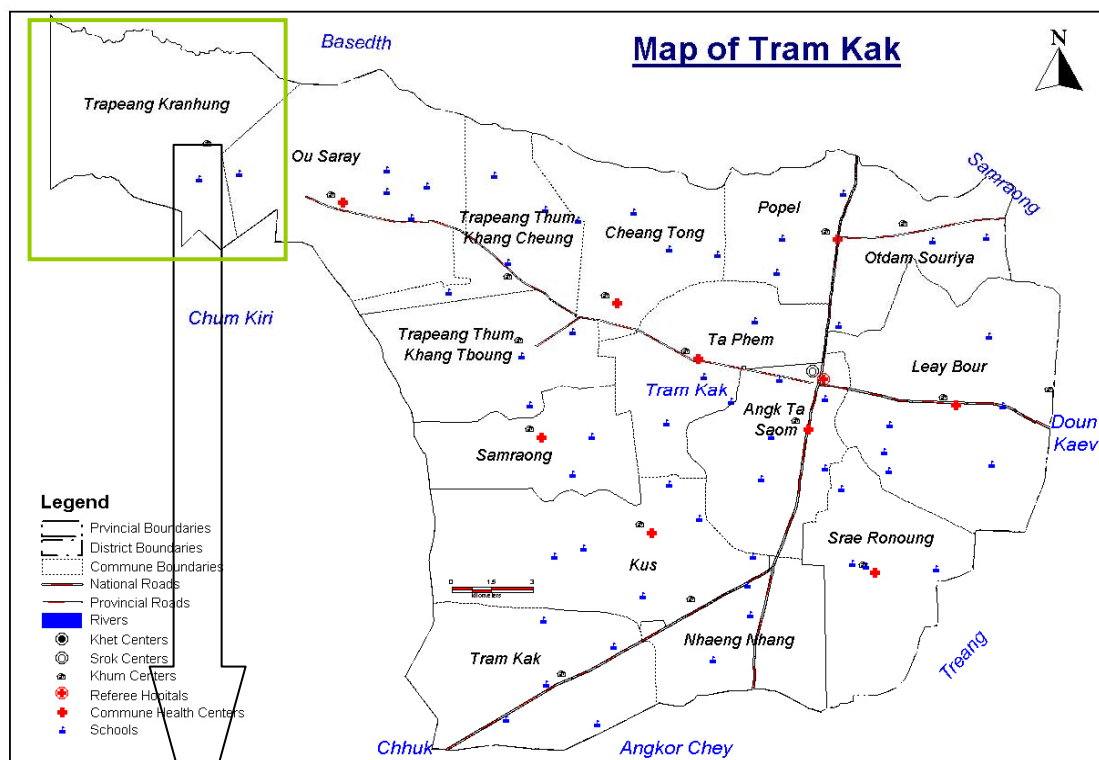 Map of Tram Kak
N
Basedth
Trapeang Kranhung
Ou Saray
Samraong
Popel
Trapeang Thum
Khang Cheung
Cheang Tong
Otdam Souriya
Chum Kiri
Trapeang Thum
Khang Tboung
Ta Phem
Leay Bour
Tram Kak
Angk Ta
Saom
Doun
Kaev
Samraong
Srae Ronoung
Kus
0 1.5 3
kilometers
Nhaeng Nhang
Tram Kak
Treang
Chhuk
Angkor Chey
Legend
Prvincial Boundaries
District Boundaries
Commune Boundaries
National Roads
Provincial Roads
Rivers
Khet Centers
Srok Centers
Khum Centers
Referee Hopitals
Commune Health Centers
Schools